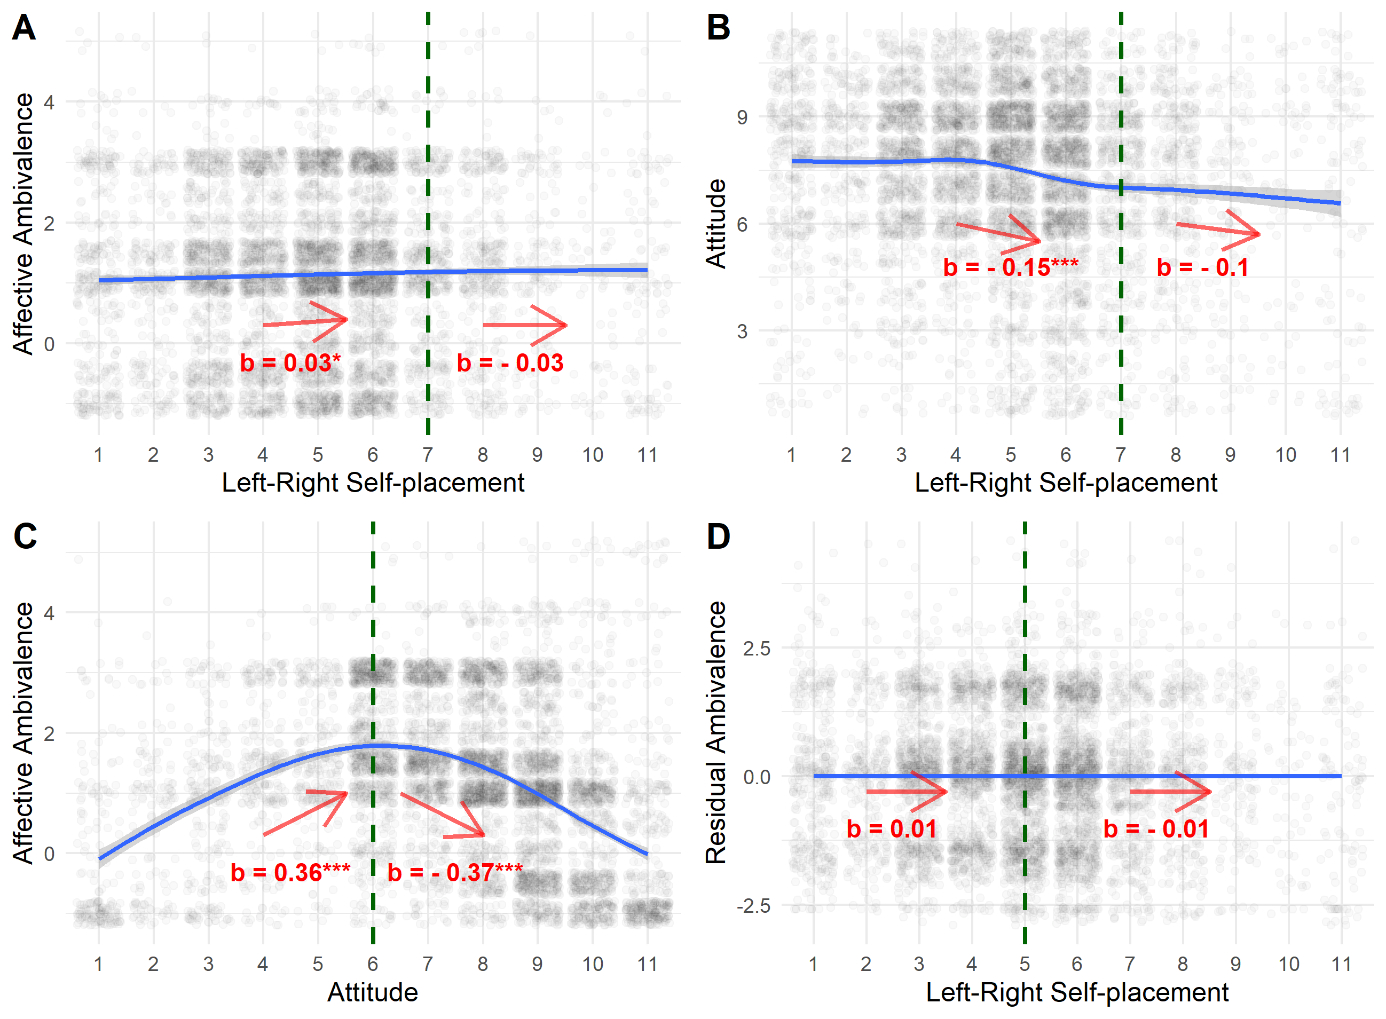 A
Affective Ambivalence
4
2
0
b = 0.03*
b = - 0.03
1 2 3 4 5 6 7 8 9 10 11
Left-Right Self-placement
B
Attitude
9
6
3
b = - 0.15***
b = - 0.1
1 2 3 4 5 6 7 8 9 10 11
Left-Right Self-placement
C
Affective Ambivalence
4
2
0
b = 0.36***
b = - 0.37***
1 2 3 4 5 6 7 8 9 10 11
Attitude
D
Residual Ambivalence
2.5
0.0
-2.5
b = 0.01
b = - 0.01
1 2 3 4 5 6 7 8 9 10 11
Left-Right Self-placement